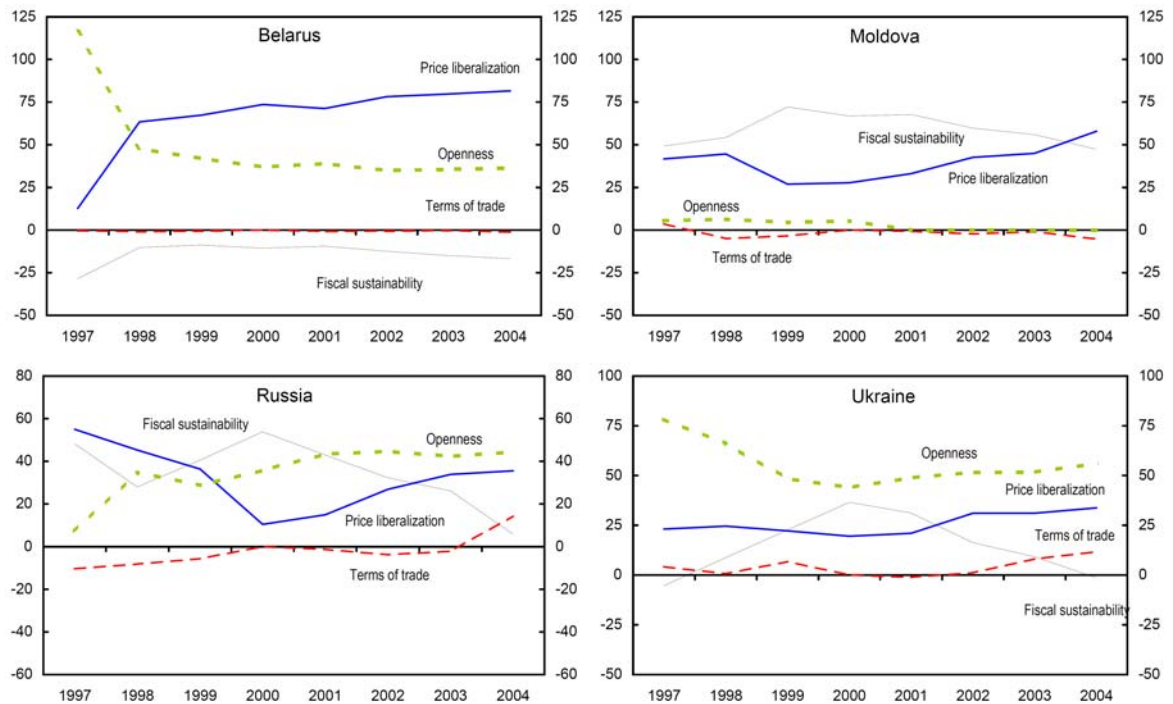 125 125
Belarus
100 100
Price liberalization
75 75
50 50
Openness
25 25
Terms of trade
0 0
-25 -25
Fiscal sustainability
-50 -50
1997 1998 1999 2000 2001 2002 2003 2004
125 125
Moldova
100 100
75 75
Fiscal sustainability
50 50
Price liberalization
25 25
Openness
0 0
Terms of trade
-25 -25
-50 -50
1997 1998 1999 2000 2001 2002 2003 2004
80 80
Russia
60 60
Fiscal sustainability
Openness
40 40
20 20
Price liberalization
0 0
Terms of trade
-20 -20
-40 -40
-60 -60
1997 1998 1999 2000 2001 2002 2003 2004
100 100
Ukraine
75 75
Openness
50 50
Price liberalization
25 25
Terms of trade
0 0
Fiscal sustainability
-25 -25
-50 -50
1997 1998 1999 2000 2001 2002 2003 2004